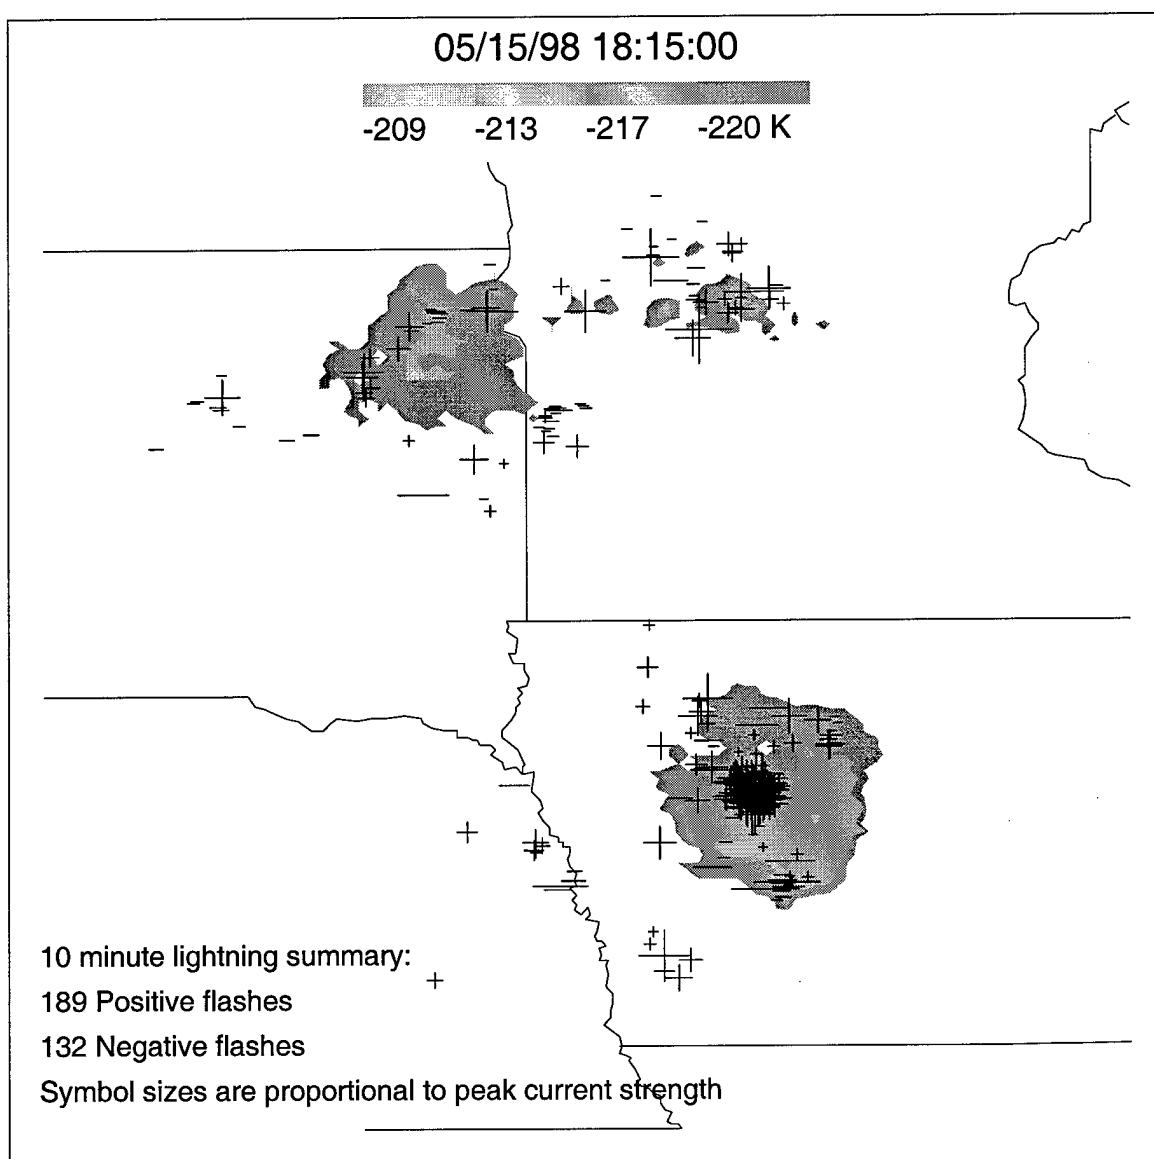 05/15/98 18:15:00
-209 -213 -217 -220 K
10 minute lightning summary:
189 Positive flashes
132 Negative flashes
Symbol sizes are proportional to peak current strength